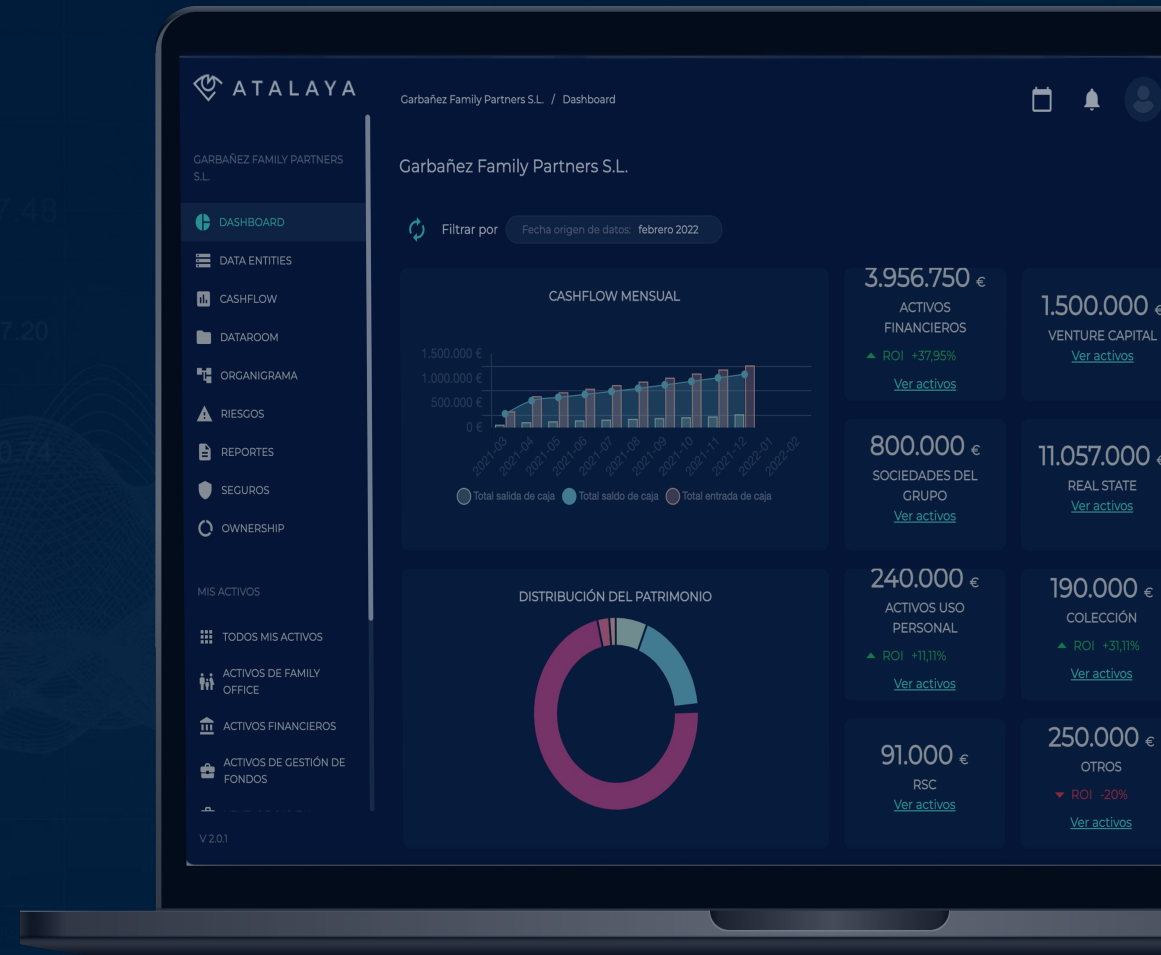 ATALAYA
Garbañez Family Partners S.L. / Dashboard
GARBAÑEZ FAMILY PARTNERS
S.L.
Garbañez Family Partners S.L.
DASHBOARD
Filtrar por
Fecha origen de datos: febrero 2022
DATA ENTITIES
CASHFLOW
DATAROOM
ORGANIGRAMA
RIESGOS
REPORTES
SEGUROS
OWNERSHIP
MIS ACTIVOS
TODOS MIS ACTIVOS
ACTIVOS DE FAMILY
OFFICE
ACTIVOS FINANCIEROS
ACTIVOS DE GESTIÓN DE
FONDOS
V 2.0.1
CASHFLOW MENSUAL
1.500.000 €
1.000.000 €
500.000 €
0 €
2021-03
2021-04
2021-05
2021-06
2021-07
2021-08
2021-09
2021-10
2021-11
2021-12
2022-01
2022-02
Total salida de caja
Total saldo de caja
Total entrada de caja
DISTRIBUCIÓN DEL PATRIMONIO
3.956.750 €
ACTIVOS
FINANCIEROS
ROI +37,95%
Ver activos
1.500.000 €
VENTURE CAPITAL
Ver activos
800.000 €
SOCIEDADES DEL
GRUPO
Ver activos
11.057.000 €
REAL STATE
Ver activos
240.000 €
ACTIVOS USO
PERSONAL
ROI +11,11%
Ver activos
190.000 €
COLECCIÓN
ROI +31,11%
Ver activos
91.000 €
RSC
Ver activos
250.000 €
OTROS
ROI -20%
Ver activos
7.48
7.20
0.74